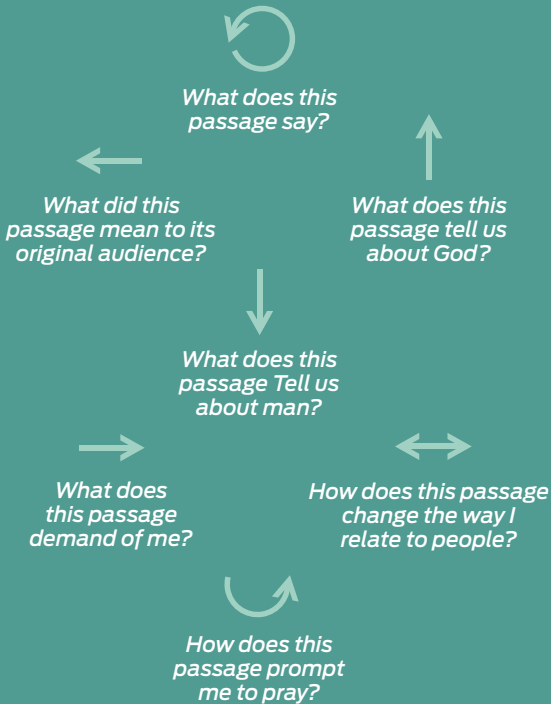 What does this
passage say?
What did this
passage mean to its
original audience?
What does this
passage tell us
about God?
What does this
passage Tell us
about man?
What does
this passage
demand of me?
How does this passage
change the way I
relate to people?
How does this
passage prompt
me to pray?